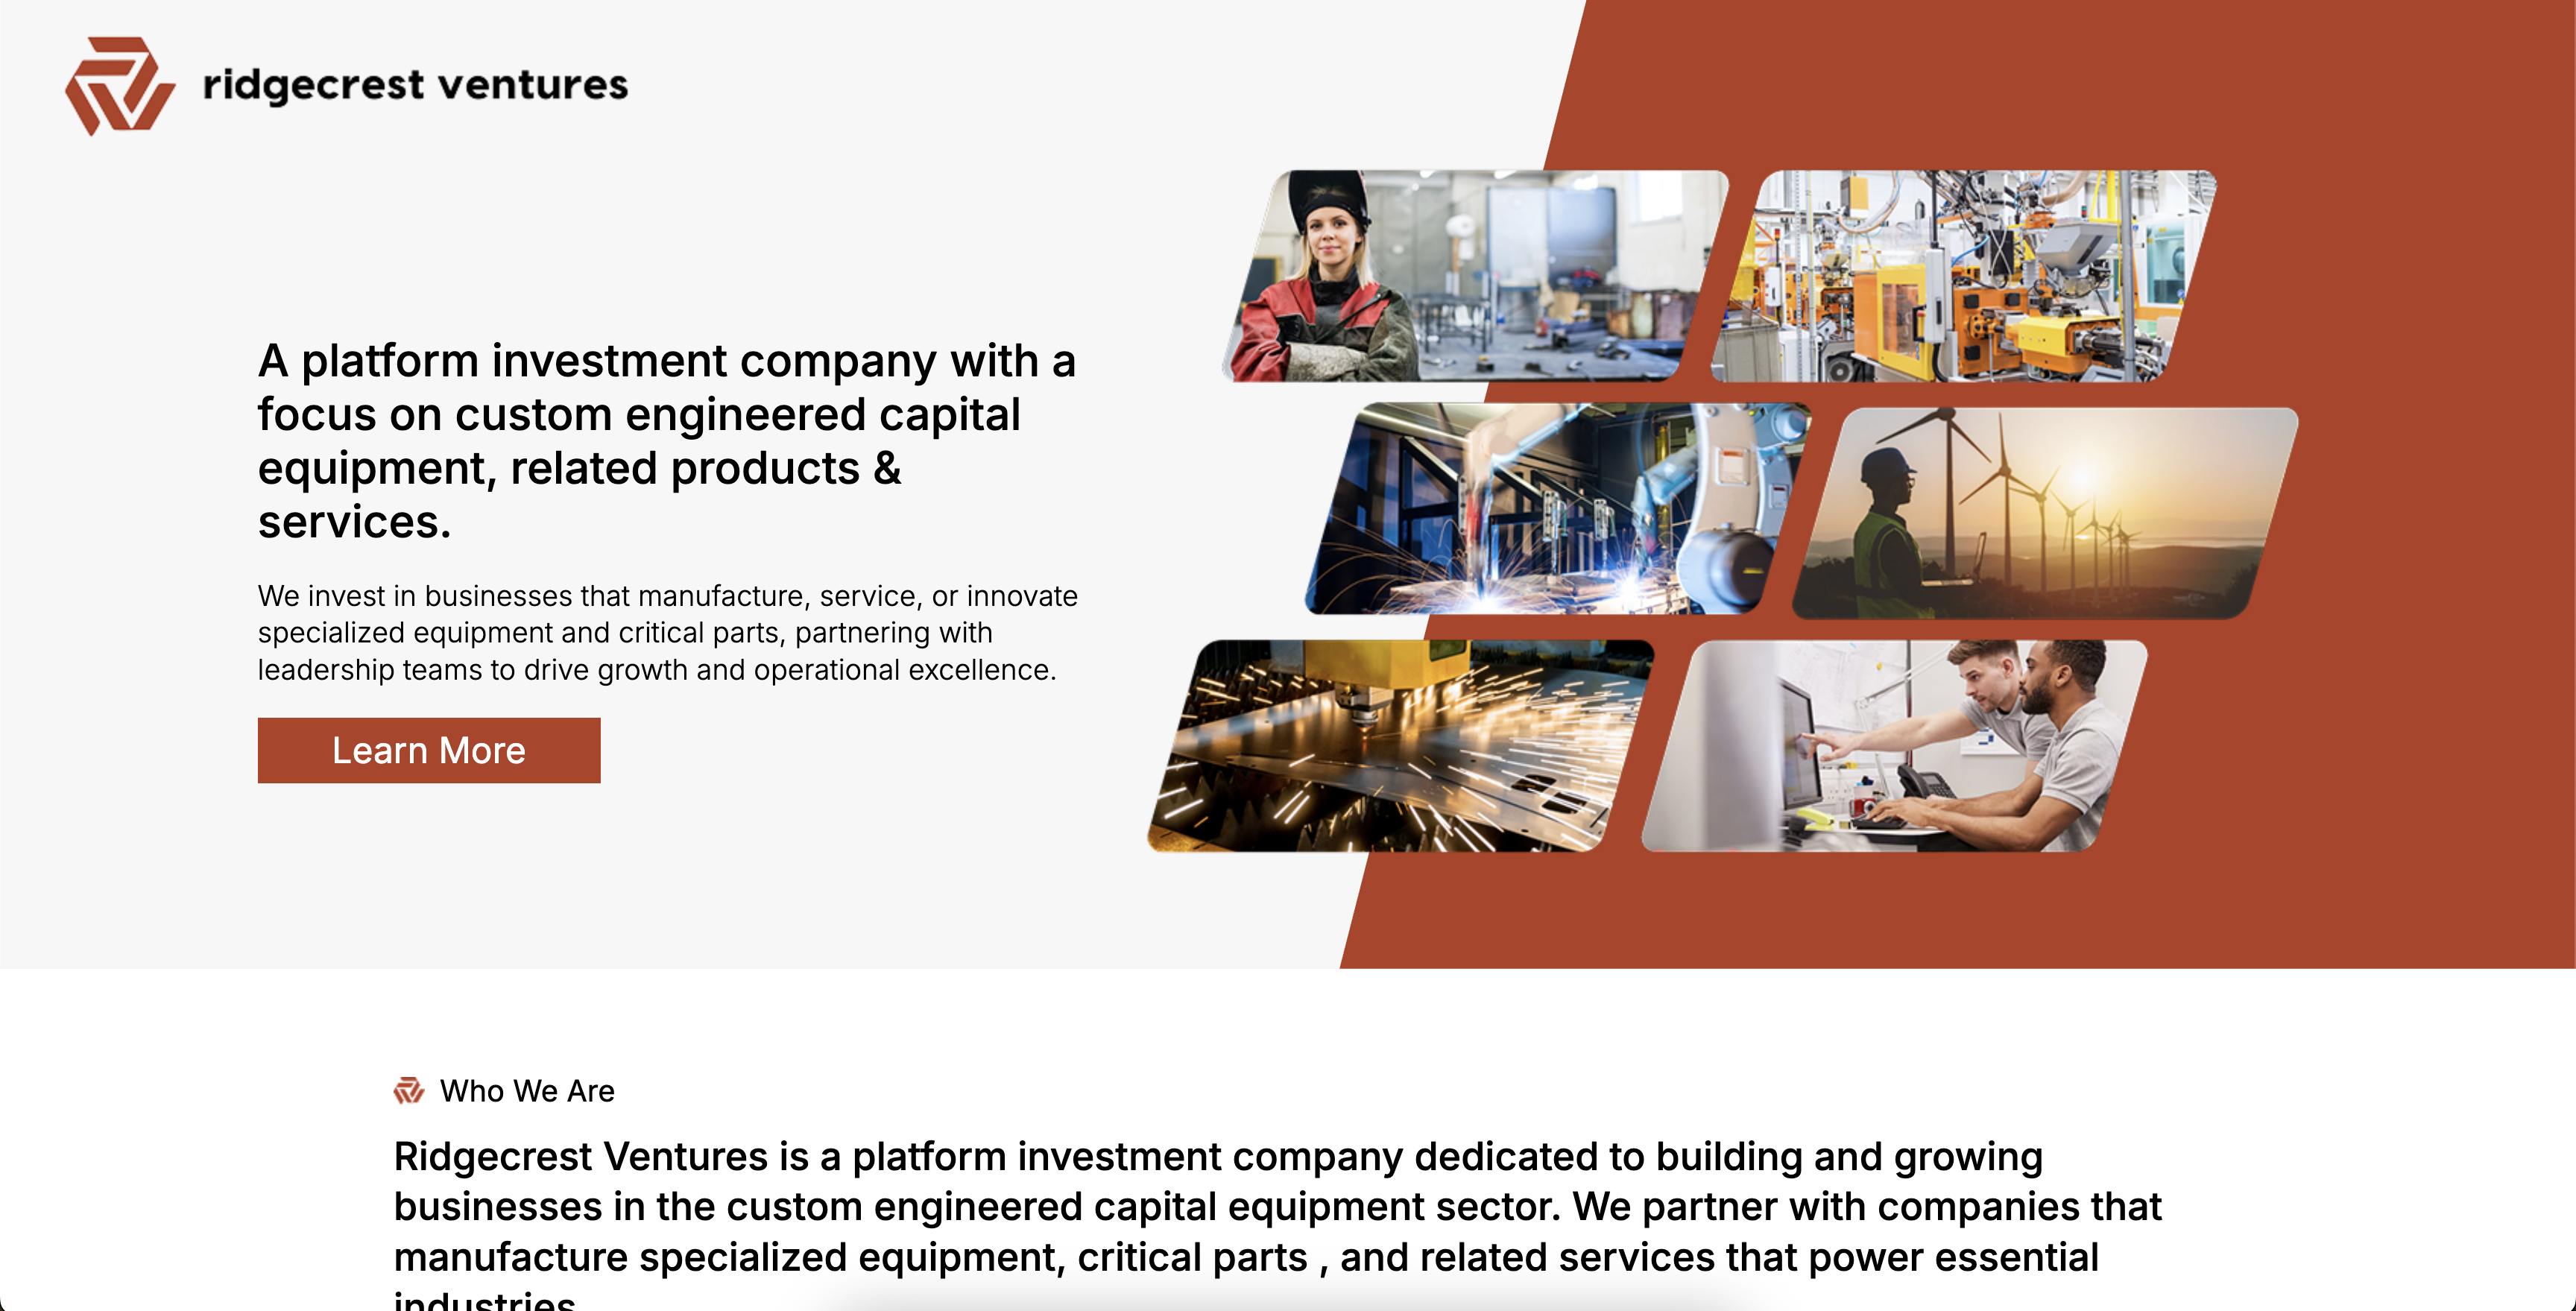 ridgecrest ventures
A platform investment company with a
focus on custom engineered capital
equipment, related products &
services.
We invest in businesses that manufacture, service, or innovate
specialized equipment and critical parts, partnering with
leadership teams to drive growth and operational excellence.
Learn More
Who We Are
Ridgecrest Ventures is a platform investment company dedicated to building and growing
businesses in the custom engineered capital equipment sector. We partner with companies that
manufacture specialized equipment, critical parts , and related services that power essential
industries.